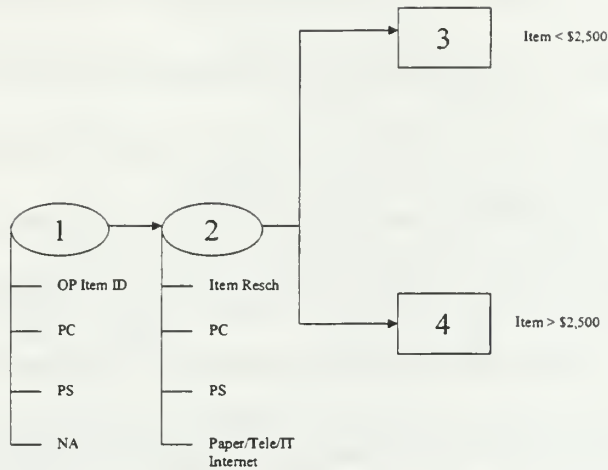 3
Item < $2,500
1
2
OP Item ID
Item Resch
4
Item > $2,500
PC
PC
PS
PS
NA
Paper/Tele/IT
Internet